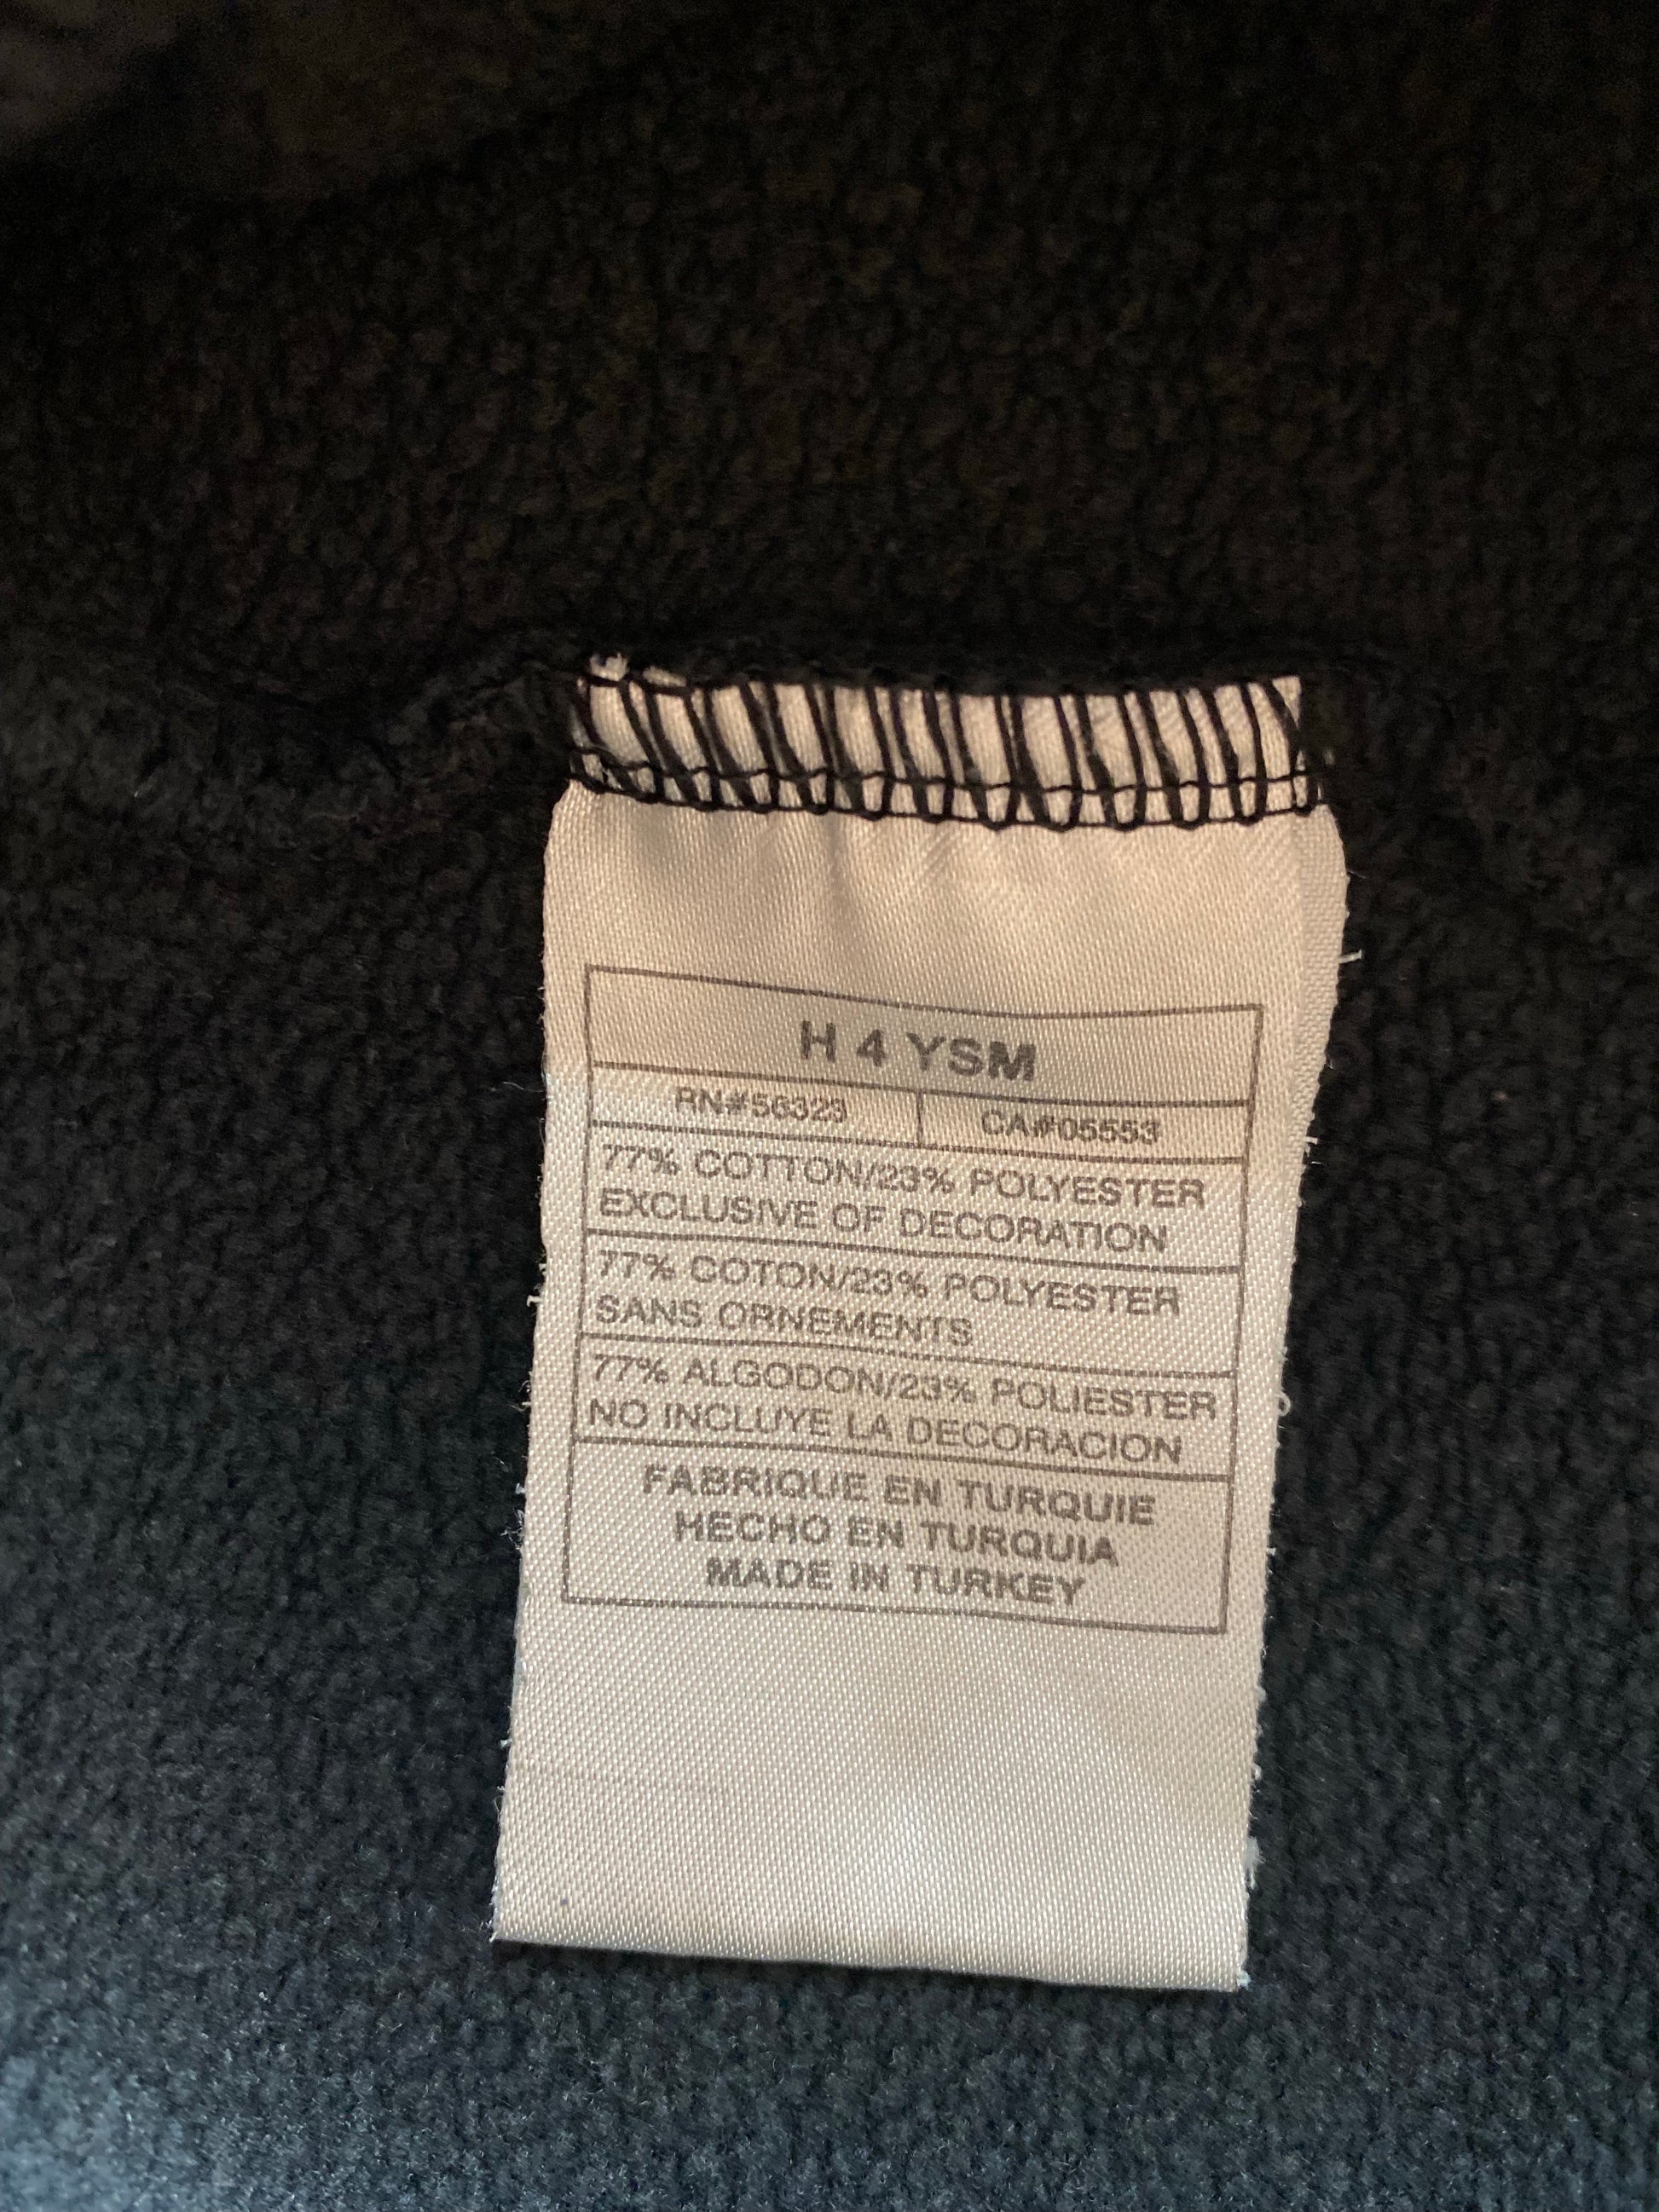 H 4 YSM
RN#56323 CA#05553
77% COTTON/23% POLYESTER
EXCLUSIVE OF DECORATION
77% COTON/23% POLYESTER
SANS ORNEMENTS
77% ALGODON/23% POLIESTER
NO INCLUYE LA DECORACION
FABRIQUE EN TURQUIE
HECHO EN TURQUIA
MADE IN TURKEY